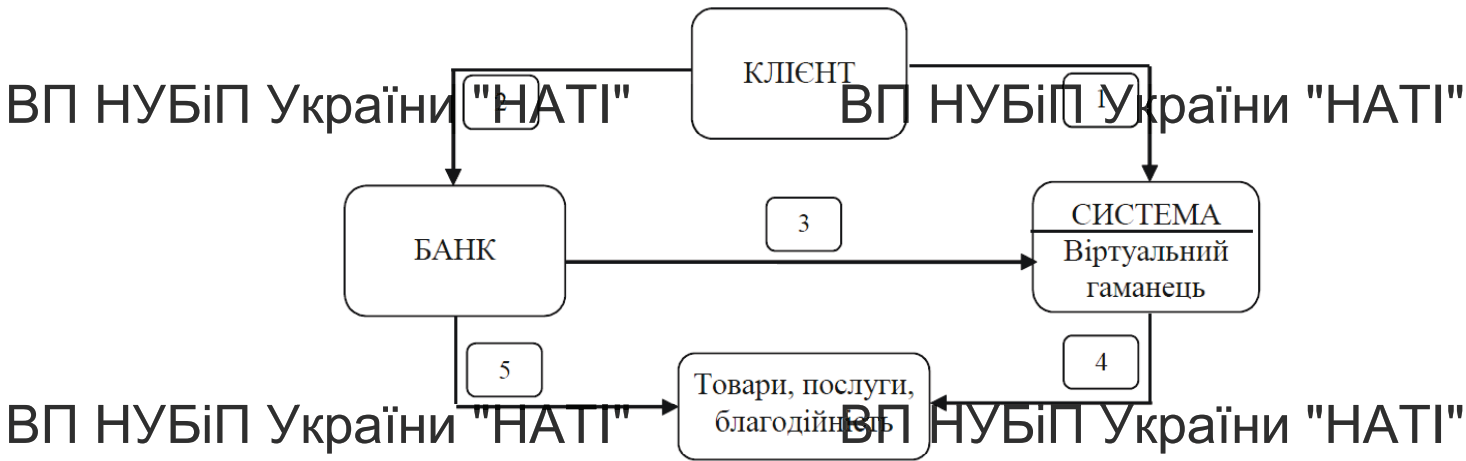 КЛІЄНТ
ВП НУБіП України "НАТІ"
ВП НУБіП України "НАТІ"
2
1
БАНК
3
СИСТЕМА
Віртуальний
гаманець
5
4
Товари, послуги,
благодійність
ВП НУБіП України "НАТІ"
ВП НУБіП України "НАТІ"